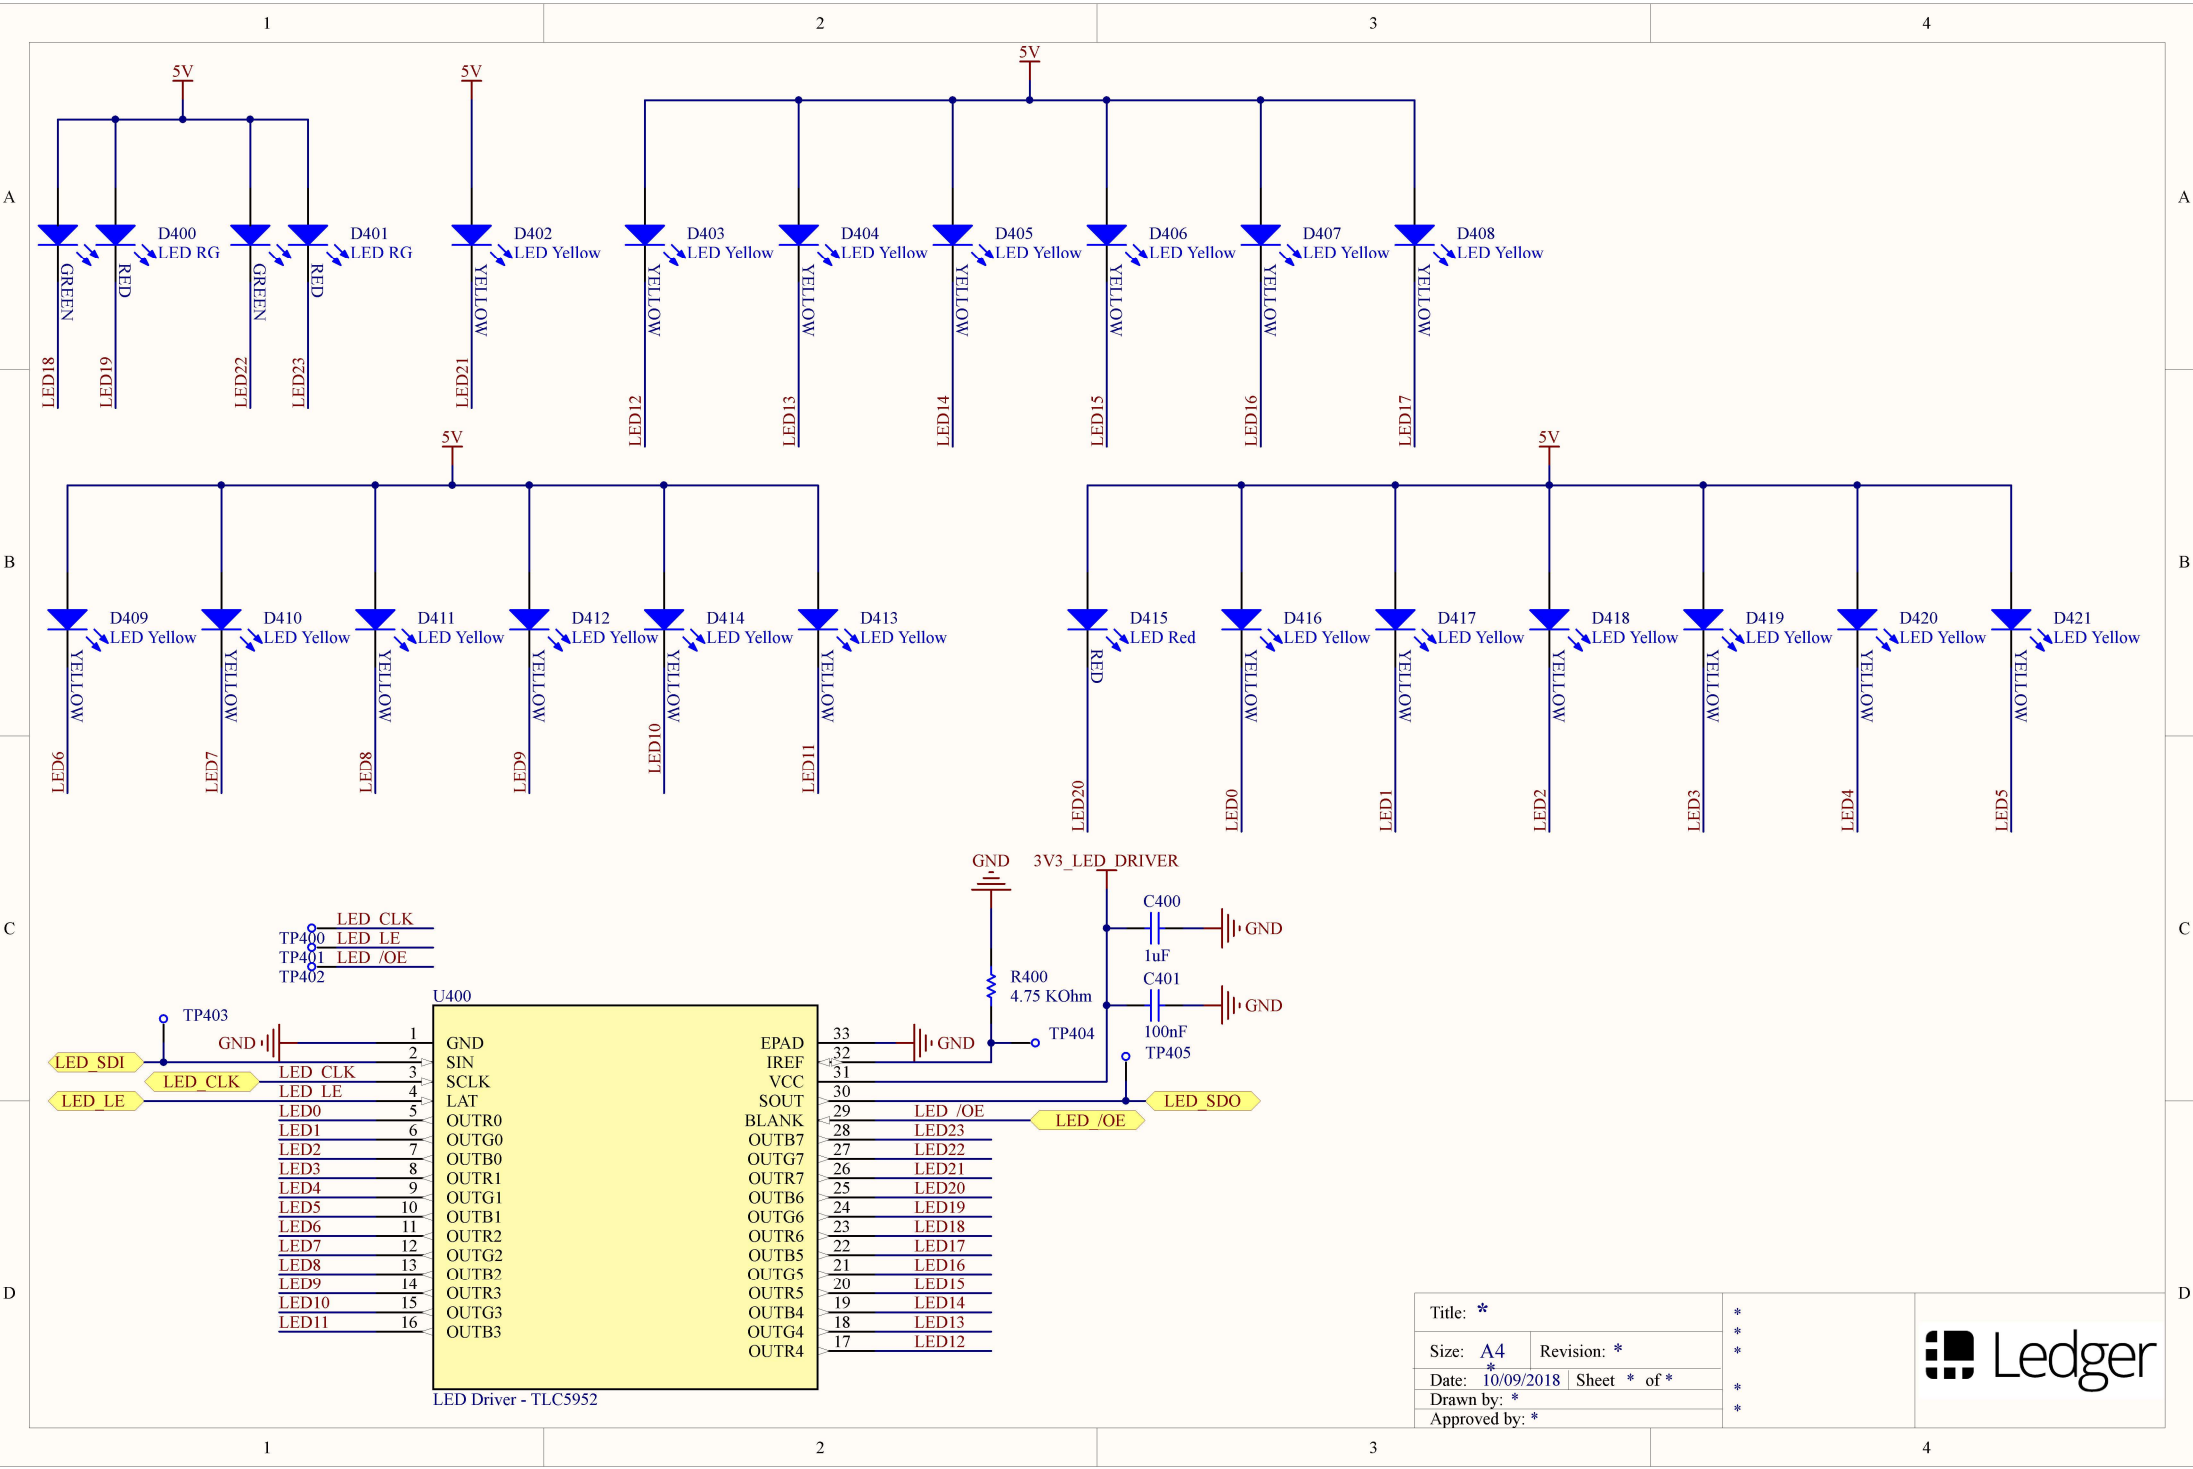 1 2 3 4
5V 5V 5V
A A
D400 D401 D402 D403 D404 D405 D406 D407 D408
LED RG LED RG LED Yellow LED Yellow LED Yellow LED Yellow LED Yellow LED Yellow LED Yellow
GREEN RED GREEN RED YELLOW YELLOW YELLOW YELLOW YELLOW YELLOW YELLOW
LED18 LED19 LED22 LED23 LED21 LED12 LED13 LED14 LED15 LED16 LED17
5V 5V
B B
D409 D410 D411 D412 D414 D413 D415 D416 D417 D418 D419 D420 D421
LED Yellow LED Yellow LED Yellow LED Yellow LED Yellow LED Yellow LED Red LED Yellow LED Yellow LED Yellow LED Yellow LED Yellow LED Yellow
YELLOW YELLOW YELLOW YELLOW YELLOW YELLOW RED YELLOW YELLOW YELLOW YELLOW YELLOW YELLOW
LED6 LED7 LED8 LED9 LED10 LED11 LED20 LED0 LED1 LED2 LED3 LED4 LED5
GND 3V3_LED_DRIVER
C400
C C
GND
1uF
LED_CLK
TP400 LED_LE
TP401 LED_/OE
TP402
R400
4.75 KOhm
C401
GND
100nF
U400
TP403
TP404
TP405
GND 1 GND EPAD 33 GND
LED_SDI 2 SIN IREF 32
LED_CLK LED_CLK 3 SCLK VCC 31
LED_LE LED_LE 4 LAT SOUT 30 LED_SDO
LED0 5 OUTR0 BLANK 29 LED_/OE LED_/OE
LED1 6 OUTG0 OUTB7 28 LED23
LED2 7 OUTB0 OUTG7 27 LED22
LED3 8 OUTR1 OUTR7 26 LED21
LED4 9 OUTG1 OUTB6 25 LED20
LED5 10 OUTB1 OUTG6 24 LED19
LED6 11 OUTR2 OUTR6 23 LED18
LED7 12 OUTG2 OUTB5 22 LED17
LED8 13 OUTB2 OUTG5 21 LED16
LED9 14 OUTR3 OUTR5 20 LED15
LED10 15 OUTG3 OUTB4 19 LED14
LED11 16 OUTB3 OUTG4 18 LED13
OUTR4 17 LED12
LED Driver - TLC5952
D D
Title: *
Size: A4 Revision: *
*
Date: 10/09/2018 Sheet * of *
Drawn by: *
Approved by: *
*
*
*
*
*
Ledger
1 2 3 4